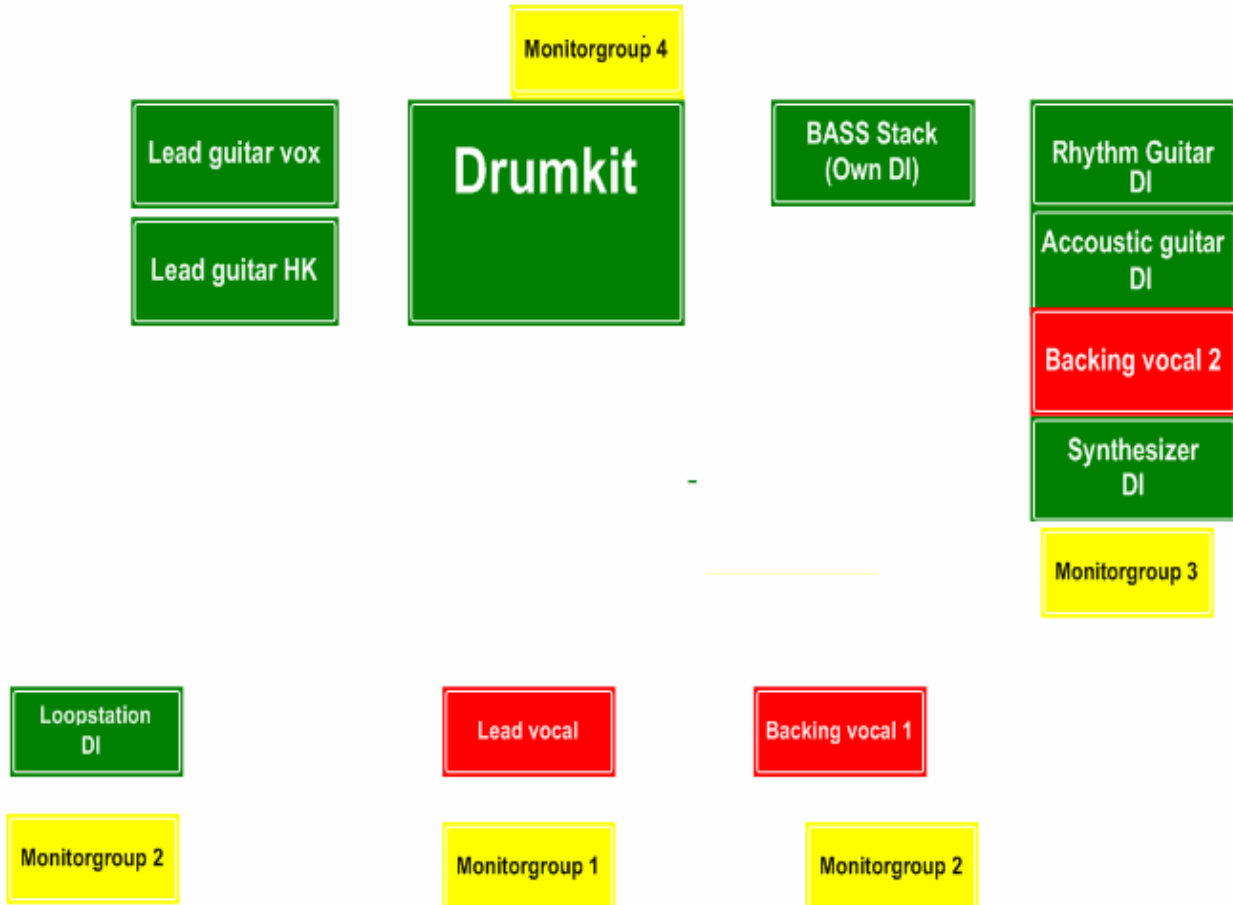 Monitorgroup 4
Lead guitar vox
Drumkit
BASS Stack
(Own DI)
Rhythm Guitar
DI
Lead guitar HK
Accoustic guitar
DI
Backing vocal 2
Synthesizer
DI
Monitorgroup 3
Loopstation
DI
Lead vocal
Backing vocal 1
Monitorgroup 2
Monitorgroup 1
Monitorgroup 2